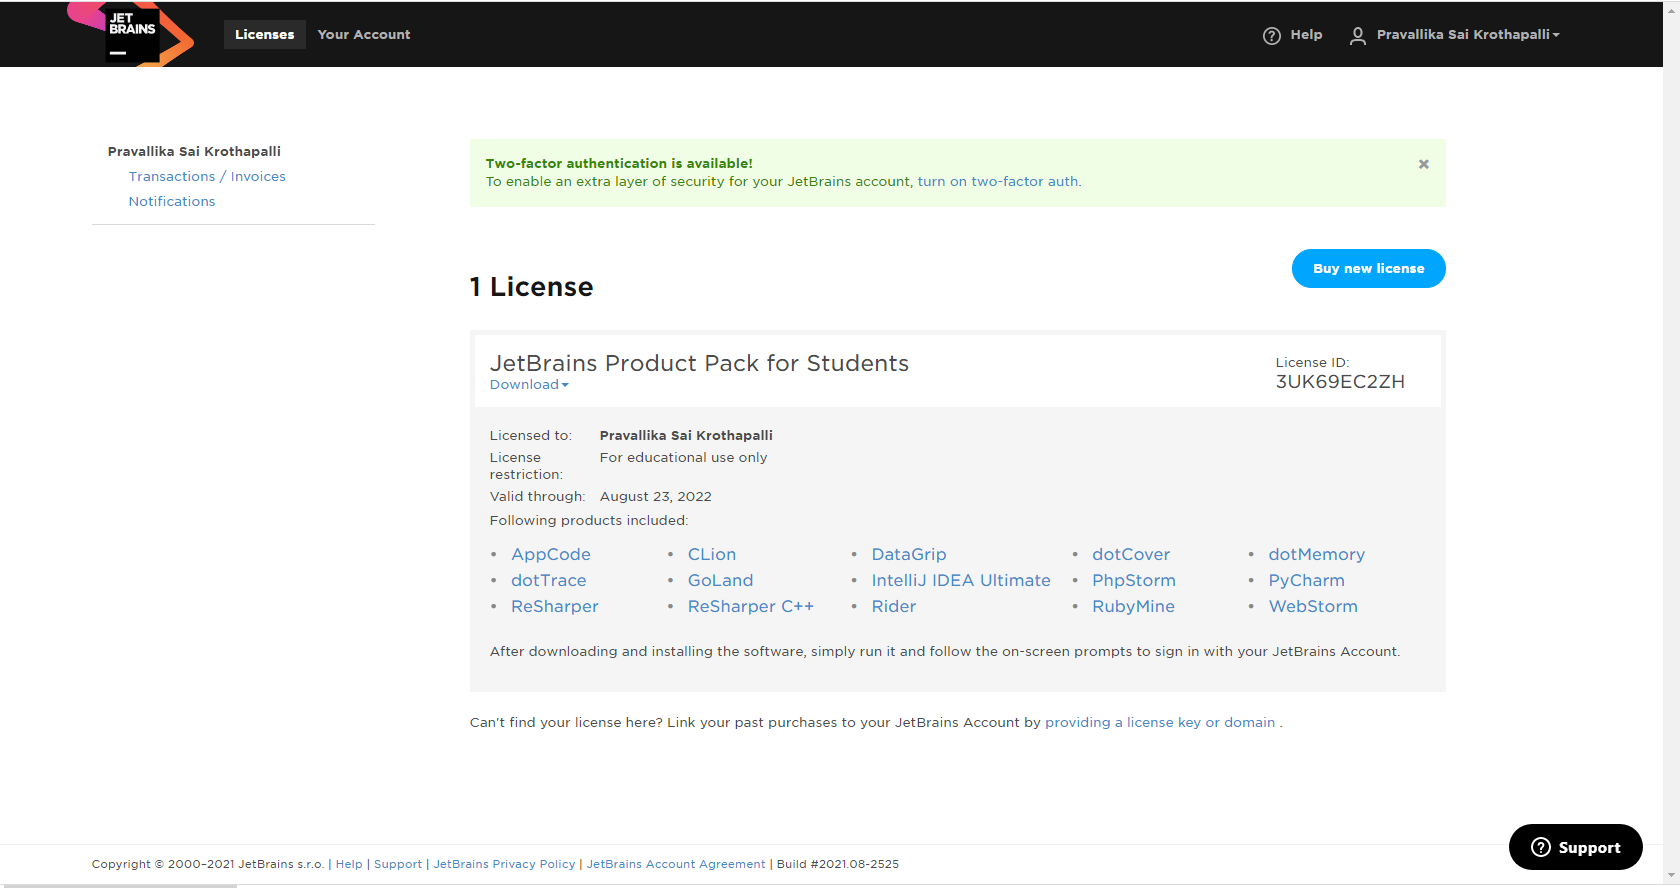 JET
BRAINS
Licenses Your Account Help Pravallika Sai Krothapalli
Pravallika Sai Krothapalli
Transactions / Invoices
Notifications
Two-factor authentication is available!
To enable an extra layer of security for your JetBrains account, turn on two-factor auth.
Buy new license
1 License
JetBrains Product Pack for Students
Download
License ID:
3UK69EC2ZH
Licensed to: Pravallika Sai Krothapalli
License restriction: For educational use only
Valid through: August 23, 2022
Following products included:
• AppCode • CLion • DataGrip • dotCover • dotMemory
• dotTrace • GoLand • IntelliJ IDEA Ultimate • PhpStorm • PyCharm
• ReSharper • ReSharper C++ • Rider • RubyMine • WebStorm
After downloading and installing the software, simply run it and follow the on-screen prompts to sign in with your JetBrains Account.
Can't find your license here? Link your past purchases to your JetBrains Account by providing a license key or domain .
Support
Copyright © 2000–2021 JetBrains s.r.o. | Help | Support | JetBrains Privacy Policy | JetBrains Account Agreement | Build #2021.08-2525